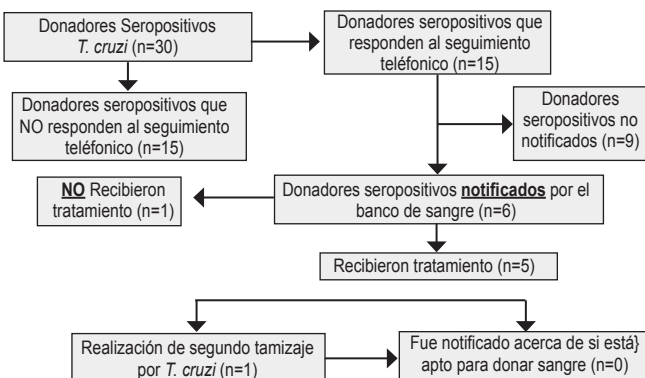 Donadores Seropositivos
T. cruzi (n=30)
Donadores seropositivos que
responden al seguimiento
teléfonico (n=15)
Donadores seropositivos que
NO responden al seguimiento
teléfonico (n=15)
Donadores
seropositivos no
notificados (n=9)
NO Recibieron
tratamiento (n=1)
Donadores seropositivos notificados por el
banco de sangre (n=6)
Recibieron tratamiento (n=5)
Realización de segundo tamizaje
por T. cruzi (n=1)
Fue notificado acerca de si está}
apto para donar sangre (n=0)